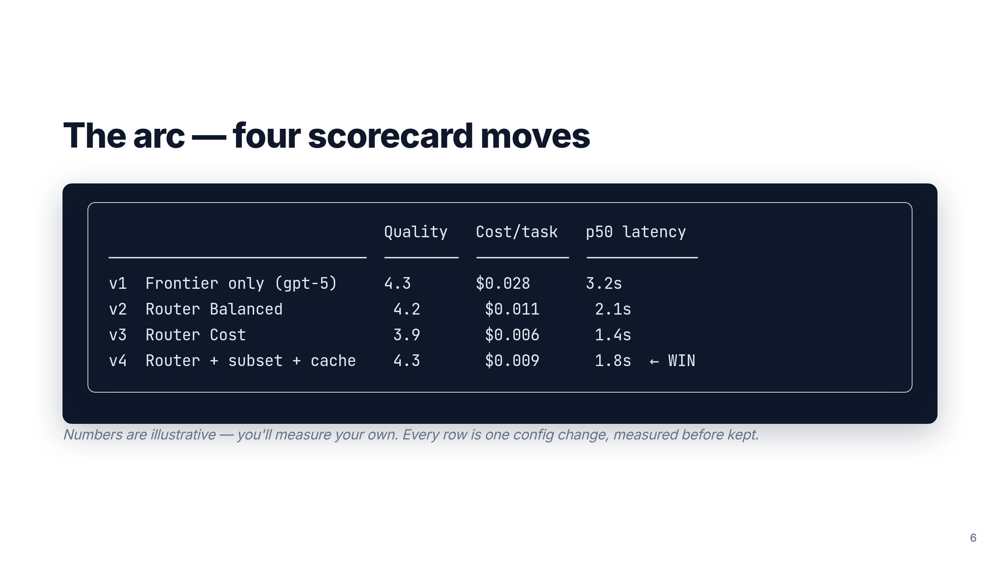 The arc — four scorecard moves
Quality Cost/task p50 latency
v1 Frontier only (gpt-5) 4.3 $0.028 3.2s
v2 Router Balanced 4.2 $0.011 2.1s
v3 Router Cost 3.9 $0.006 1.4s
v4 Router + subset + cache 4.3 $0.009 1.8s ← WIN
Numbers are illustrative — you'll measure your own. Every row is one config change, measured before kept.
6